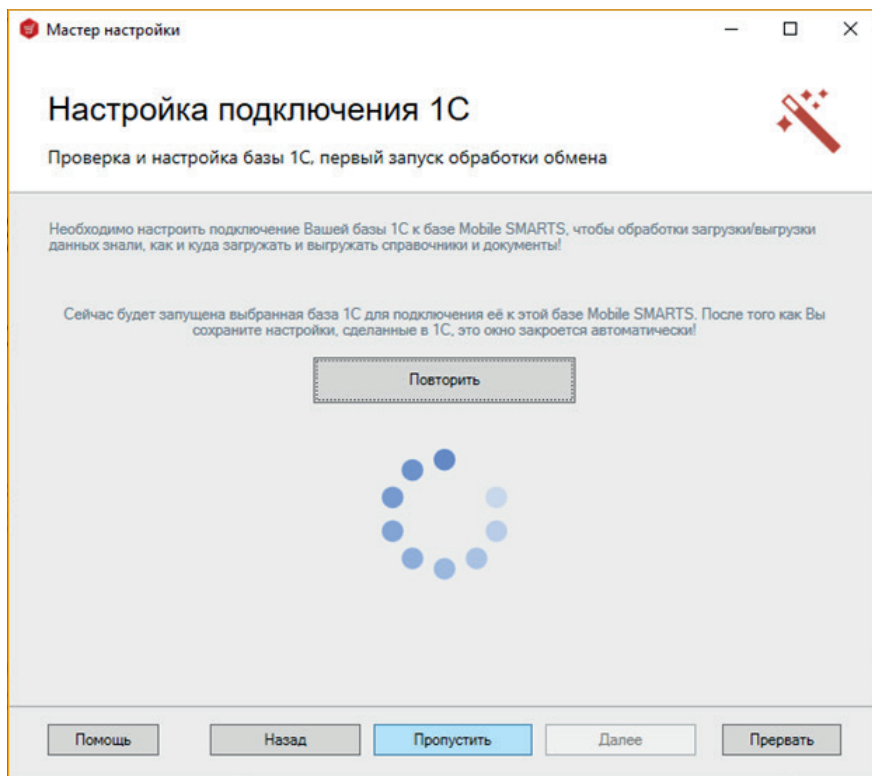 Мастер настройки
Настройка подключения 1С
Проверка и настройка базы 1С, первый запуск обработки обмена
Необходимо настроить подключение Вашей базы 1С к базе Mobile SMARTS, чтобы обработки загрузки/выгрузки
данных знали, как и куда загружать и выгружать справочники и документы!
Сейчас будет запущена выбранная база 1С для подключения её к этой базе Mobile SMARTS. После того как Вы
сохраните настройки, сделанные в 1С, это окно закроется автоматически!
Повторить
Помощь Назад Пропустить Далее Прервать